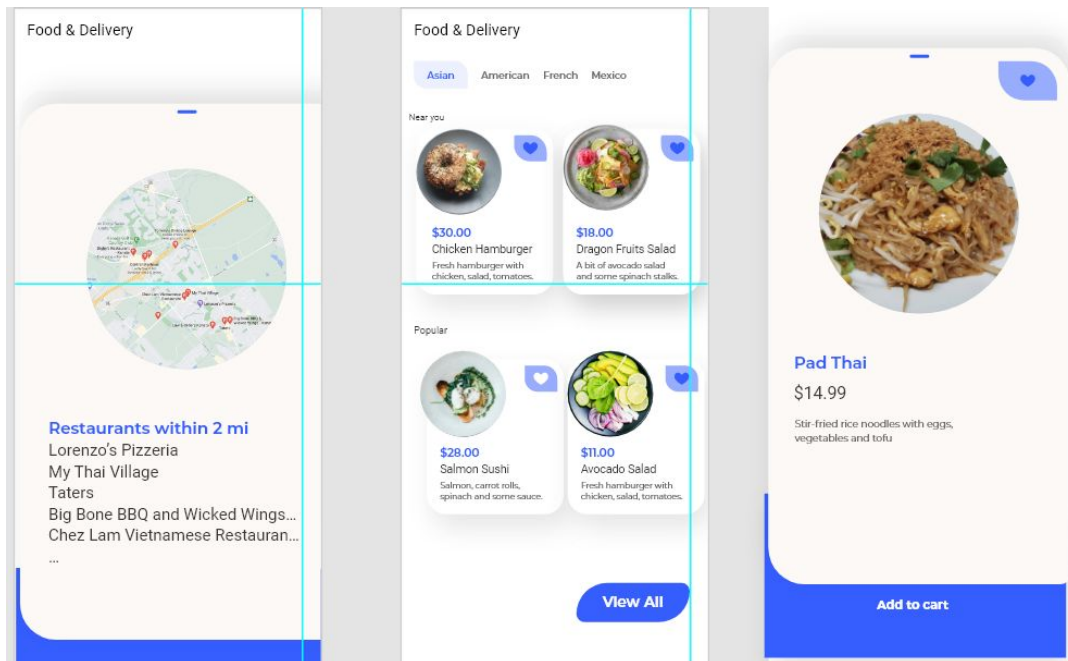 Food & Delivery
My Thai Village
Restaurants within 2 mi
Lorenzo's Pizzeria
My Thai Village
Taters
Big Bone BBQ and Wicked Wings...
Chez Lam Vietnamese Restauran...
...
Food & Delivery
Asian American French Mexico
Near you
$30.00
Chicken Hamburger
Fresh hamburger with
chicken, salad, tomatoes.
$18.00
Dragon Fruits Salad
A bit of avocado salad
and some spinach stalks.
Popular
$28.00
Salmon Sushi
Salmon, carrot rolls,
spinach and some sauce.
$11.00
Avocado Salad
Fresh hamburger with
chicken, salad, tomatoes.
View All
Pad Thai
$14.99
Stir-fried rice noodles with eggs,
vegetables and tofu
Add to cart